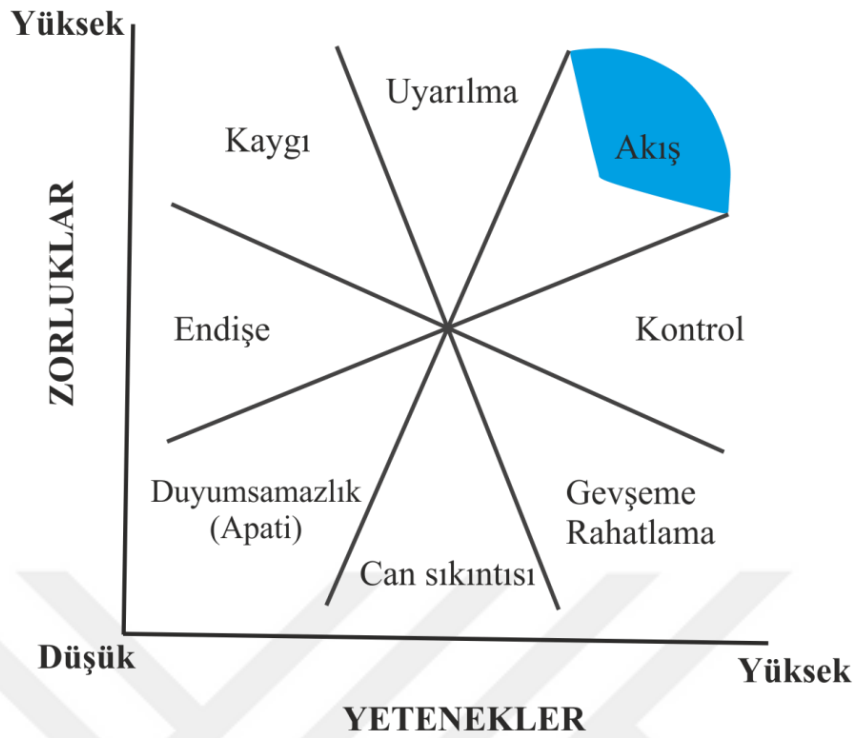 Yüksek
Uyarılma
Kaygı
Akış
ZORLUKLAR
Endişe
Kontrol
Duyumsamazlık
(Apati)
Gevşeme
Rahatlama
Can sıkıntısı
Düşük
Yüksek
YETENEKLER